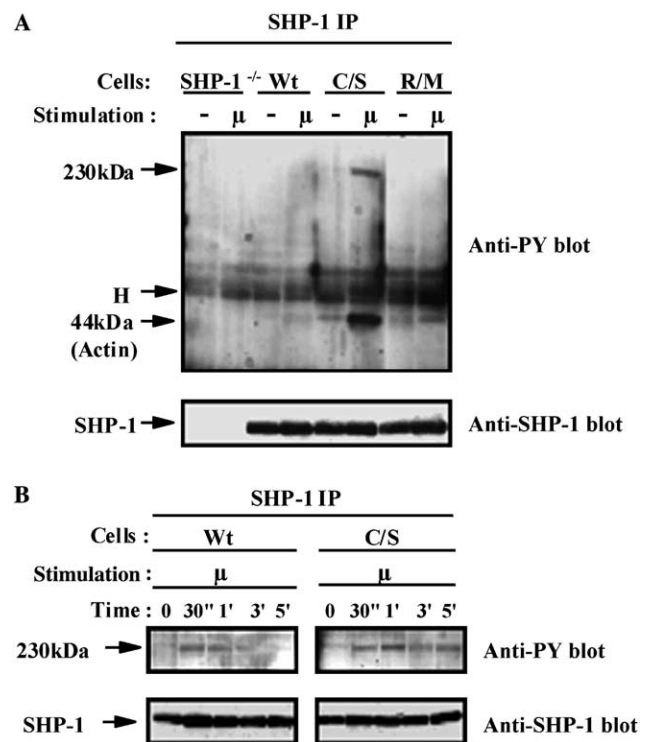 A
SHP-1 IP
Cells: SHP-1 -/- Wt C/S R/M
Stimulation : - μ - μ - μ - μ
230kDa
Anti-PY blot
H
44kDa
(Actin)
SHP-1 Anti-SHP-1 blot
B
SHP-1 IP
Cells : Wt C/S
Stimulation : μ μ
Time : 0 30" 1' 3' 5' 0 30" 1' 3' 5'
230kDa Anti-PY blot
SHP-1 Anti-SHP-1 blot